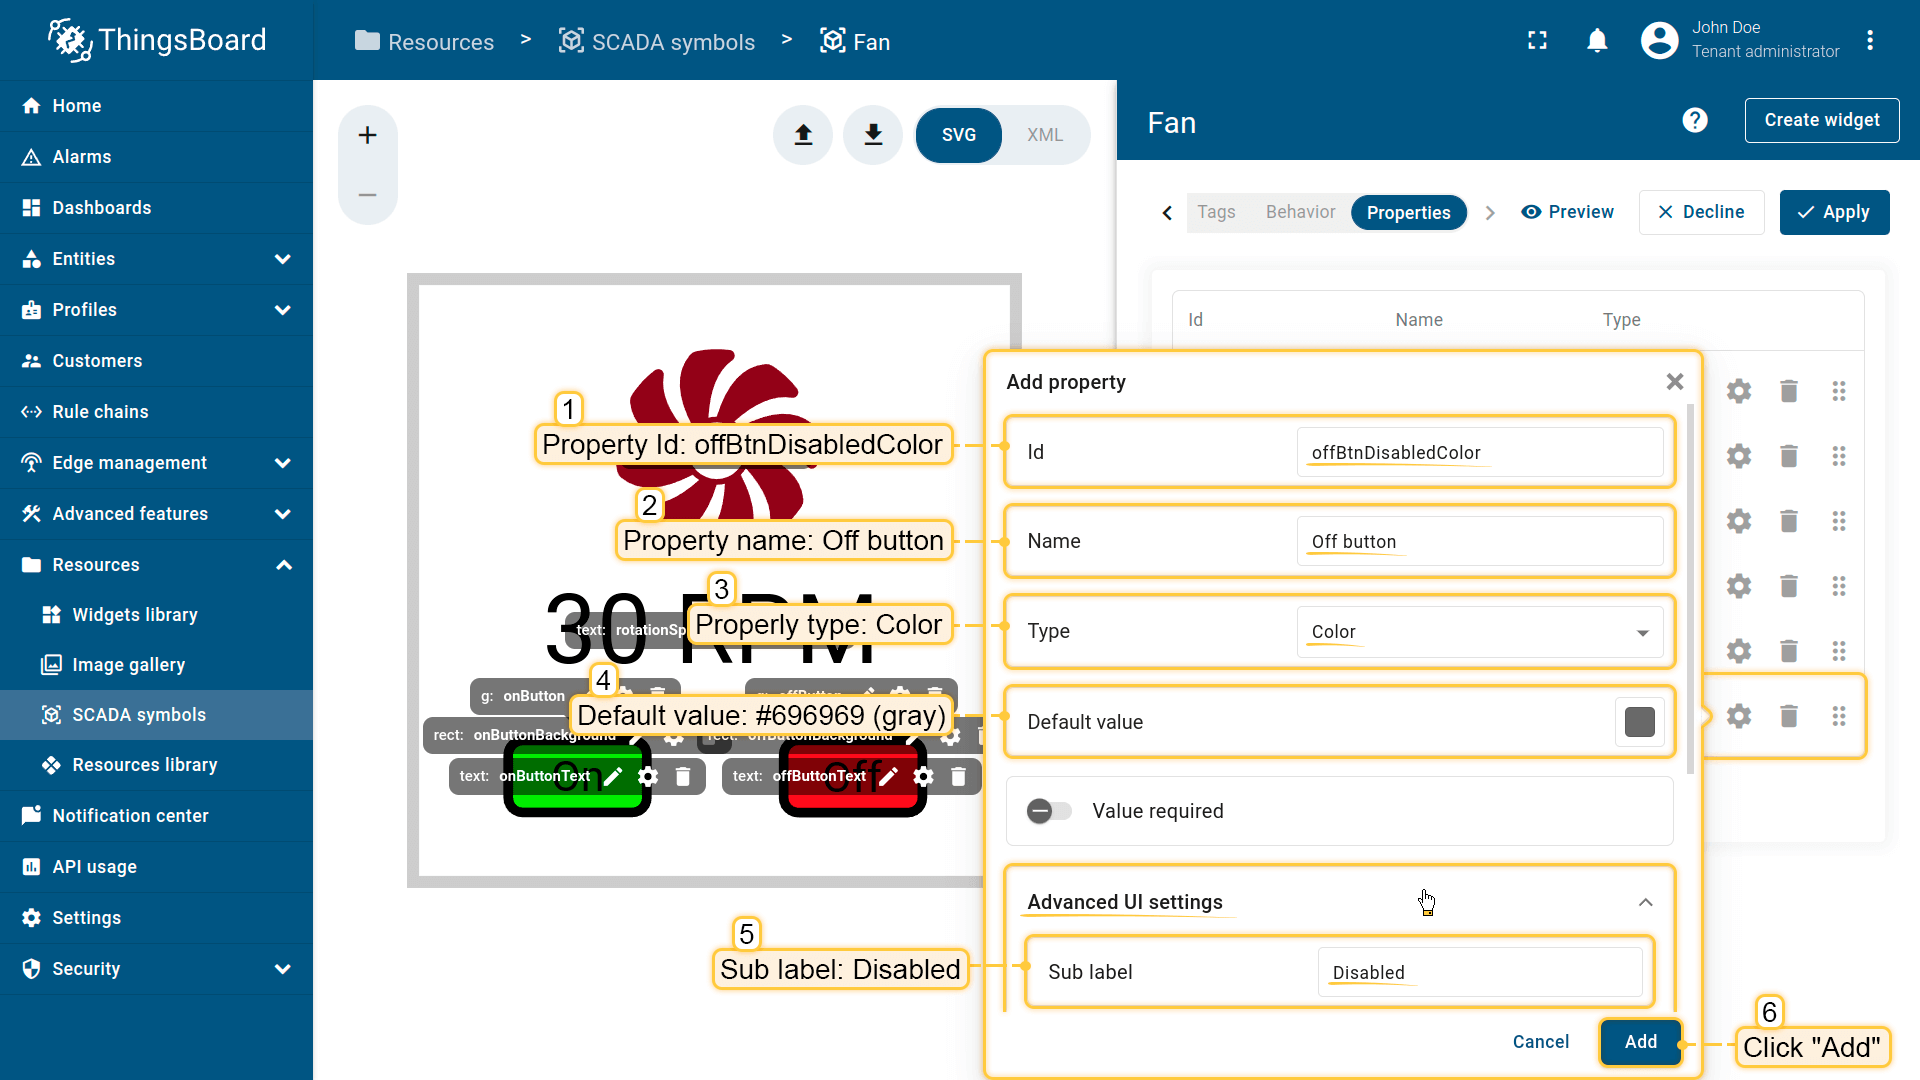 ThingsBoard
Resources > SCADA symbols > Fan
John Doe
Tenant administrator
Home
Alarms
Dashboards
Entities
Profiles
Customers
Rule chains
Edge management
Advanced features
Resources
Widgets library
Image gallery
SCADA symbols
Resources library
Notification center
API usage
Settings
Security
SVG XML
Fan
Create widget
Tags Behavior Properties Preview Decline Apply
Id Name Type
Add property
1
Property Id: offBtnDisabledColor
Id offBtnDisabledColor
2
Property name: Off button
Name Off button
3
Properly type: Color
Type Color
30 RPM
text: rotationSp
4
Default value: #696969 (gray)
Default value
g: onButton
g: offButton
rect: onButtonBackground
rect: offButtonBackground
text: onButtonText
text: offButtonText
On
Off
Value required
Advanced UI settings
5
Sub label: Disabled
Sub label Disabled
Cancel Add
6
Click "Add"